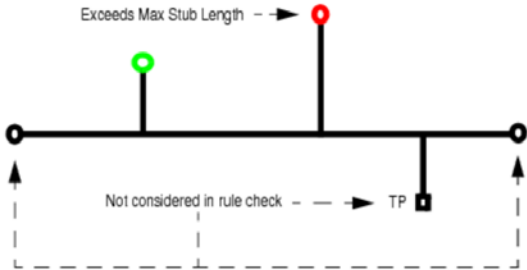 Exceeds Max Stub Length
Not considered in rule check
TP